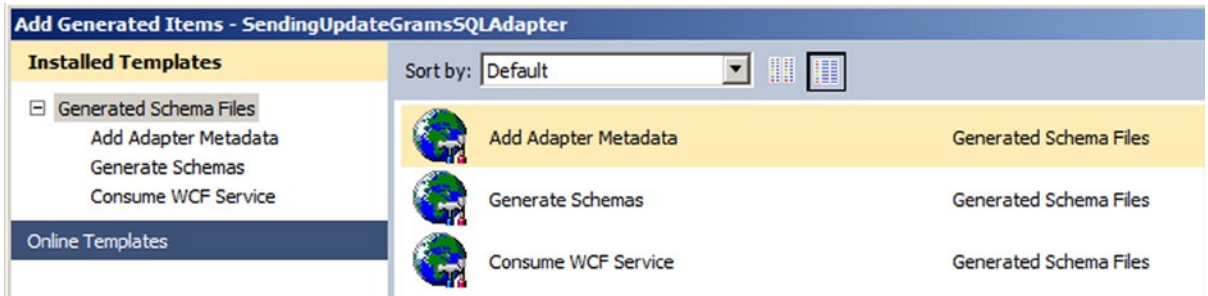 Add Generated Items - SendingUpdateGramsSQLAdapter
Installed Templates
Generated Schema Files
Add Adapter Metadata
Generate Schemas
Consume WCF Service
Online Templates
Sort by: Default
Add Adapter Metadata Generated Schema Files
Generate Schemas Generated Schema Files
Consume WCF Service Generated Schema Files